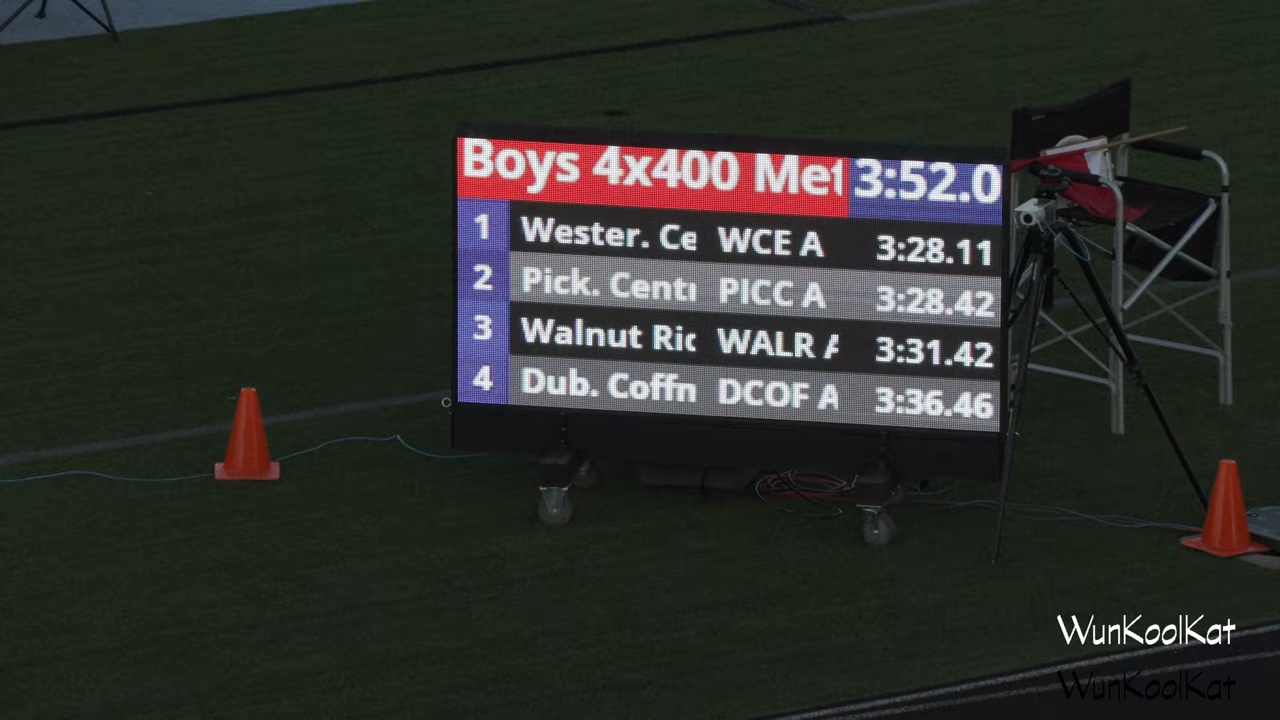 Boys 4x400 Met 3:52.0
1 Wester. Ce WCE A 3:28.11
2 Pick. Centr PICC A 3:28.42
3 Walnut Ric WALR A 3:31.42
4 Dub. Coffn DCOF A 3:36.46
WunKoolKat
WunKoolKat